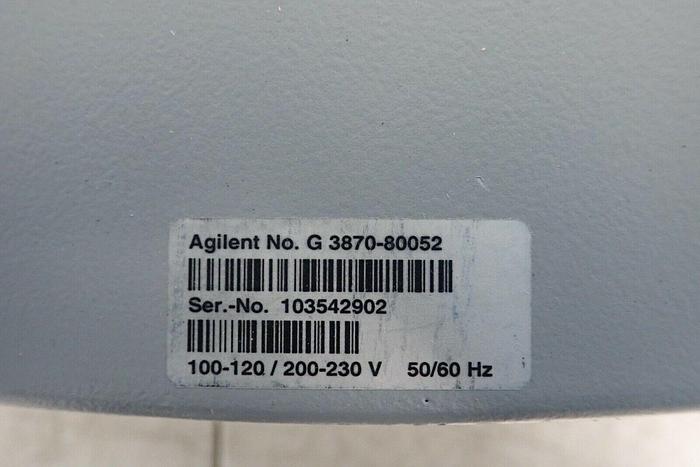 Agilent No. G 3870-80052
Ser.-No. 103542902
100-120 / 200-230 V 50/60 Hz